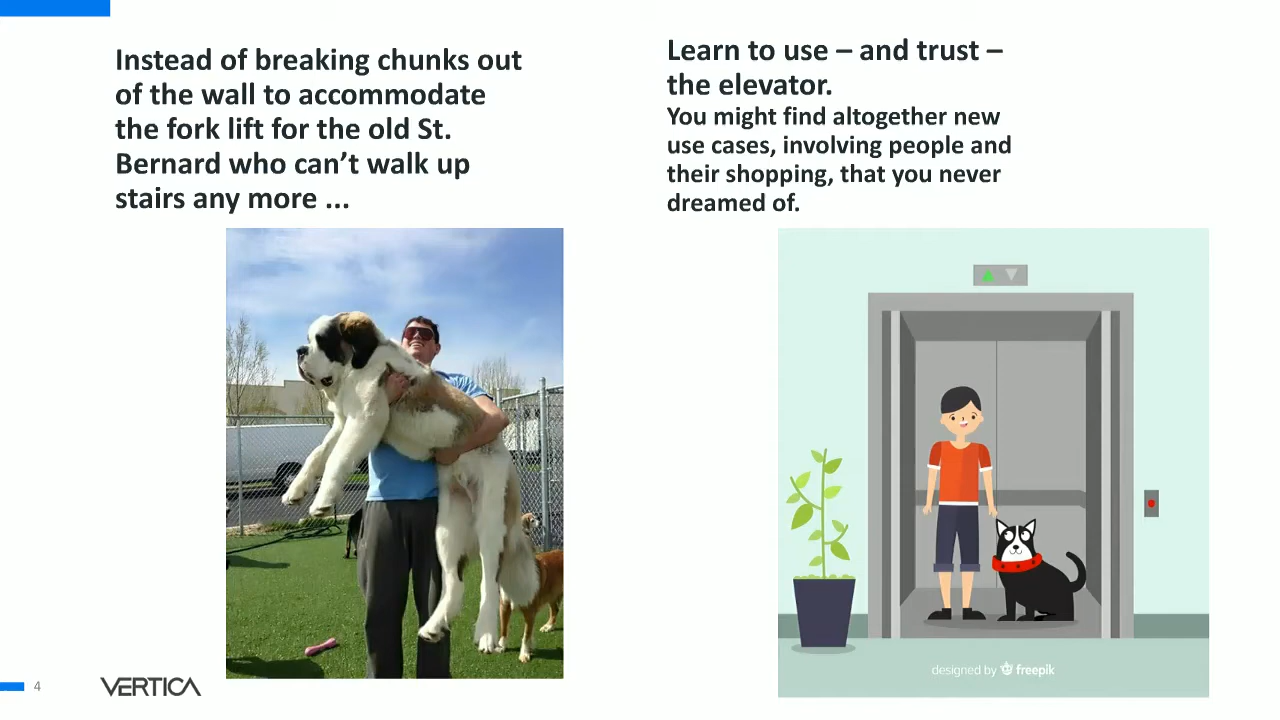 Instead of breaking chunks out
of the wall to accommodate
the fork lift for the old St.
Bernard who can’t walk up
stairs any more ...
Learn to use – and trust –
the elevator.
You might find altogether new
use cases, involving people and
their shopping, that you never
dreamed of.
designed by freepik
4
VERTICA